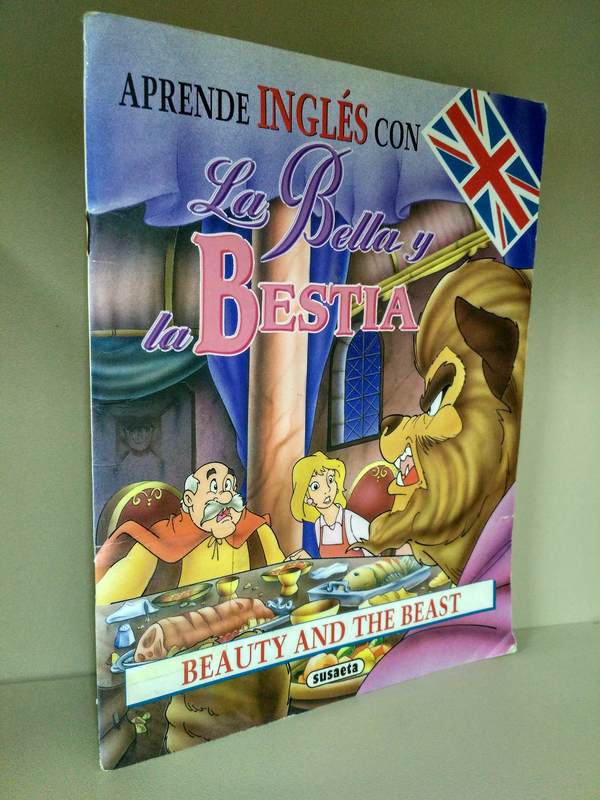 APRENDE INGLÉS CON
La Bella y
la BESTIA
BEAUTY AND THE BEAST
susaeta